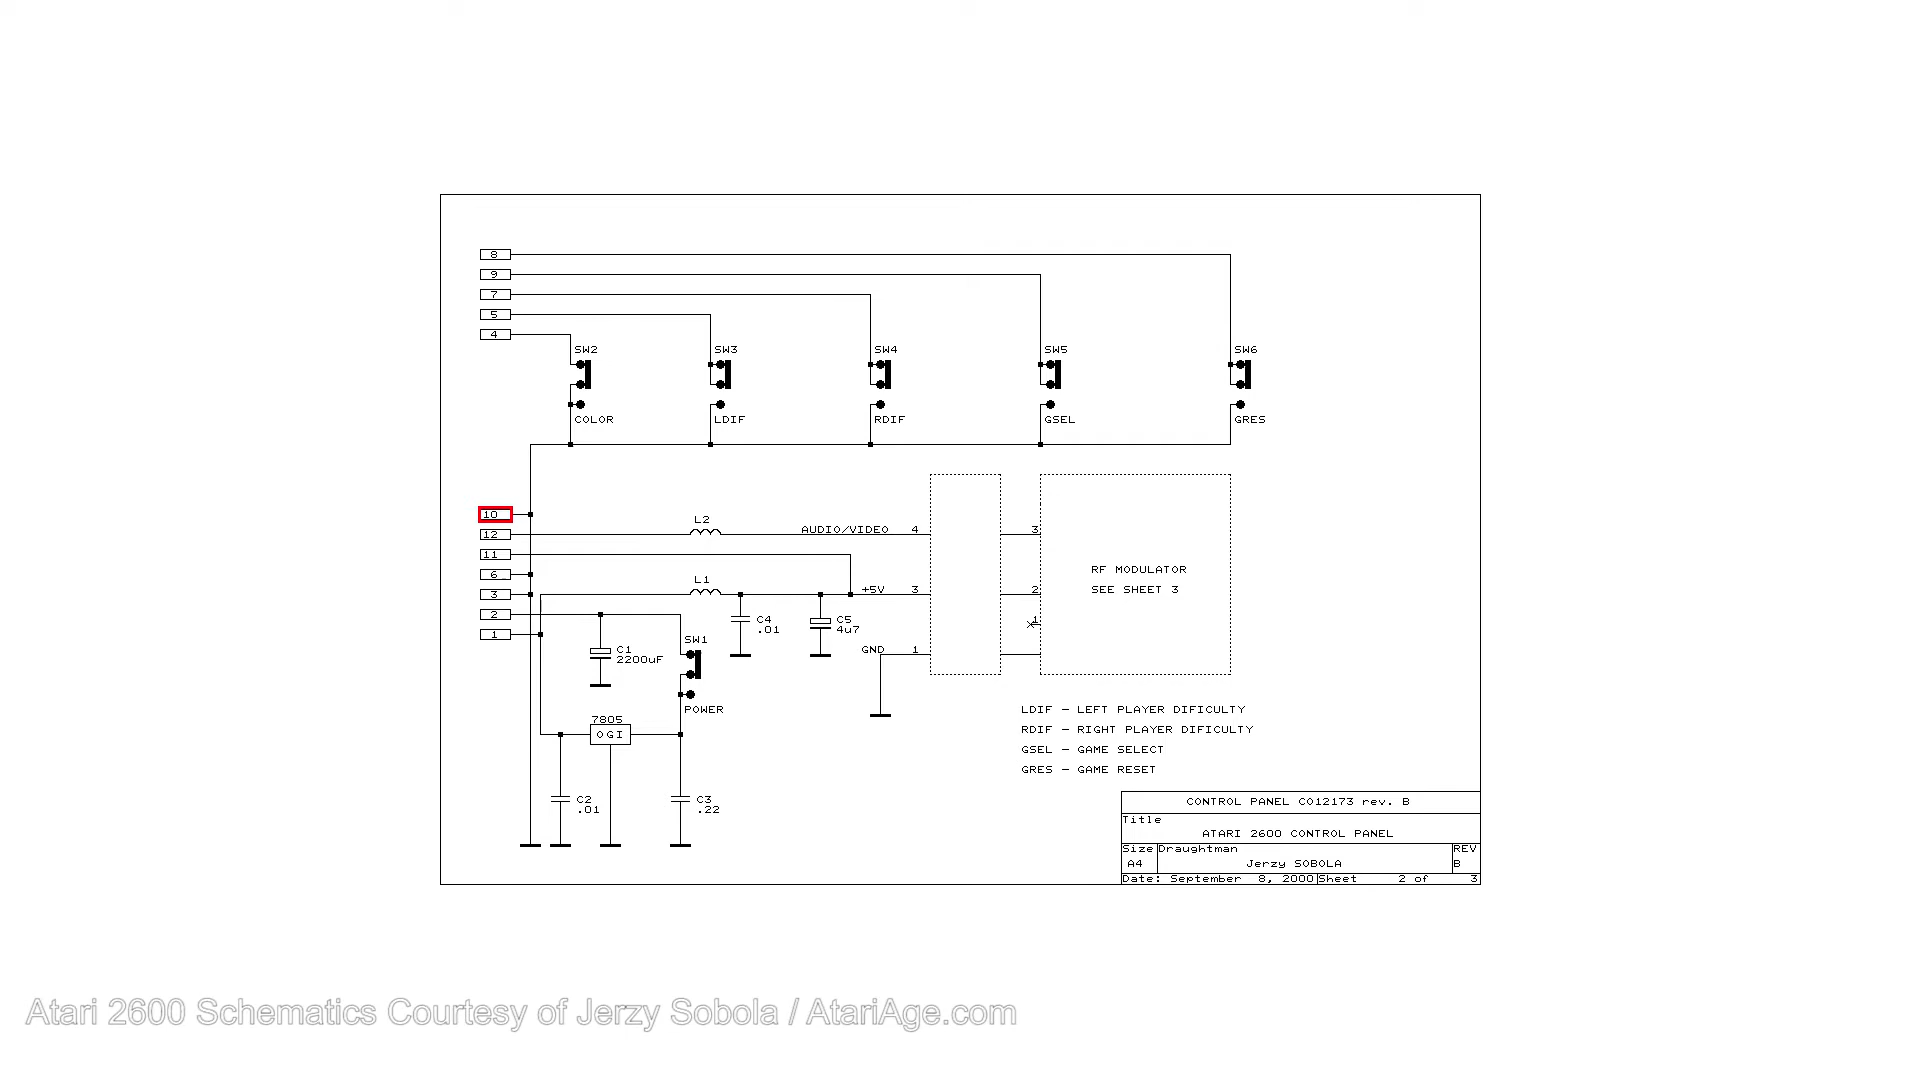 8
9
7
5
4
SW2 SW3 SW4 SW5 SW6
COLOR LDIF RDIF GSEL GRES
10
12 L2 AUDIO/VIDEO 4 3
11
6
3 L1 +5V 3 2
2
1
C4
.01
C5
4u7
1
SW1
C1
2200uF
GND 1
RF MODULATOR
SEE SHEET 3
POWER
7805
OGI
C2
.01
C3
.22
LDIF – LEFT PLAYER DIFICULTY
RDIF – RIGHT PLAYER DIFICULTY
GSEL – GAME SELECT
GRES – GAME RESET
CONTROL PANEL C012173 rev. B
Title
ATARI 2600 CONTROL PANEL
Size Draughtman REV
A4 Jerzy SOBOLA B
Date: September 8, 2000 Sheet 2 of 3
Atari 2600 Schematics Courtesy of Jerzy Sobola / AtariAge.com